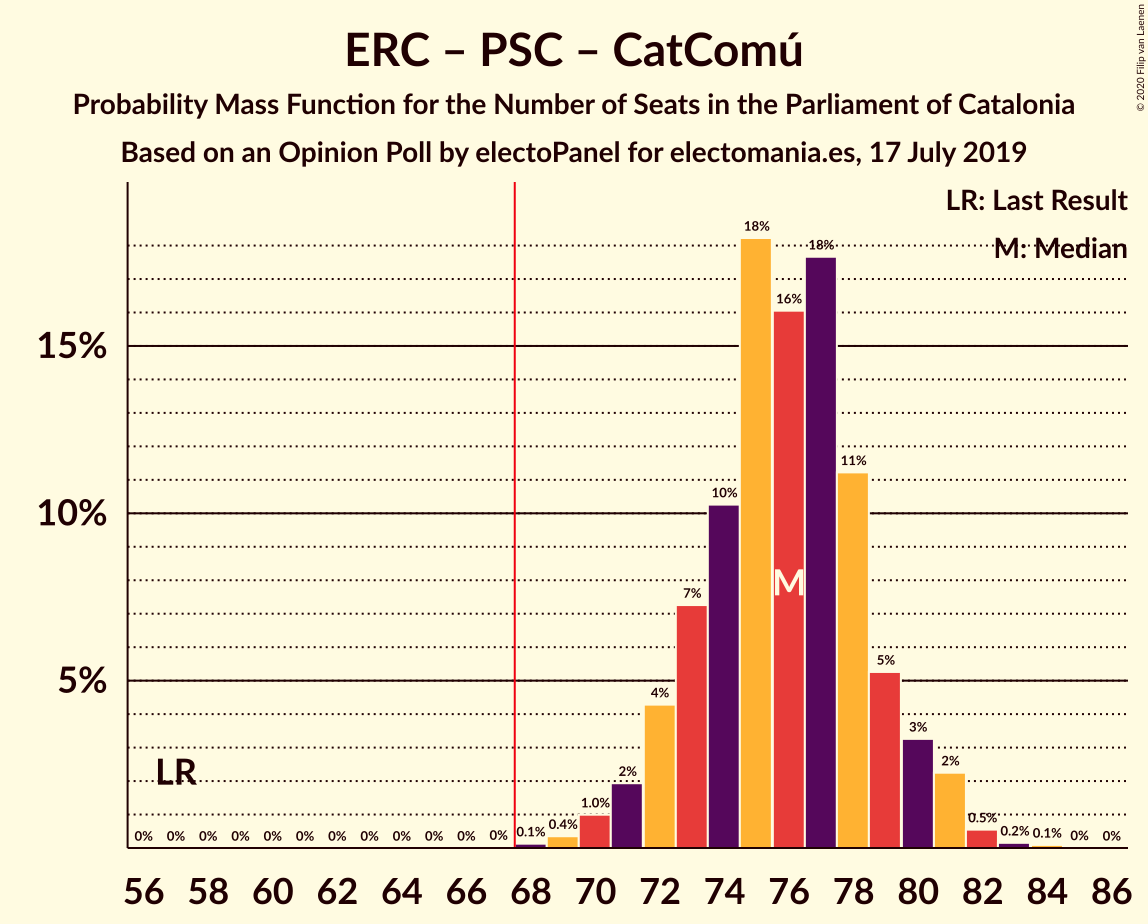 ERC – PSC – CatComú
Probability Mass Function for the Number of Seats in the Parliament of Catalonia
Based on an Opinion Poll by electoPanel for electomania.es, 17 July 2019
© 2020 Filip van Laenen
LR: Last Result
M: Median
15%
10%
5%
LR
M
0% 0% 0% 0% 0% 0% 0% 0% 0% 0% 0% 0% 0.1% 0.4% 1.0% 2% 4% 7% 10% 18% 16% 18% 11% 5% 3% 2% 0.5% 0.2% 0.1% 0% 0%
56 58 60 62 64 66 68 70 72 74 76 78 80 82 84 86